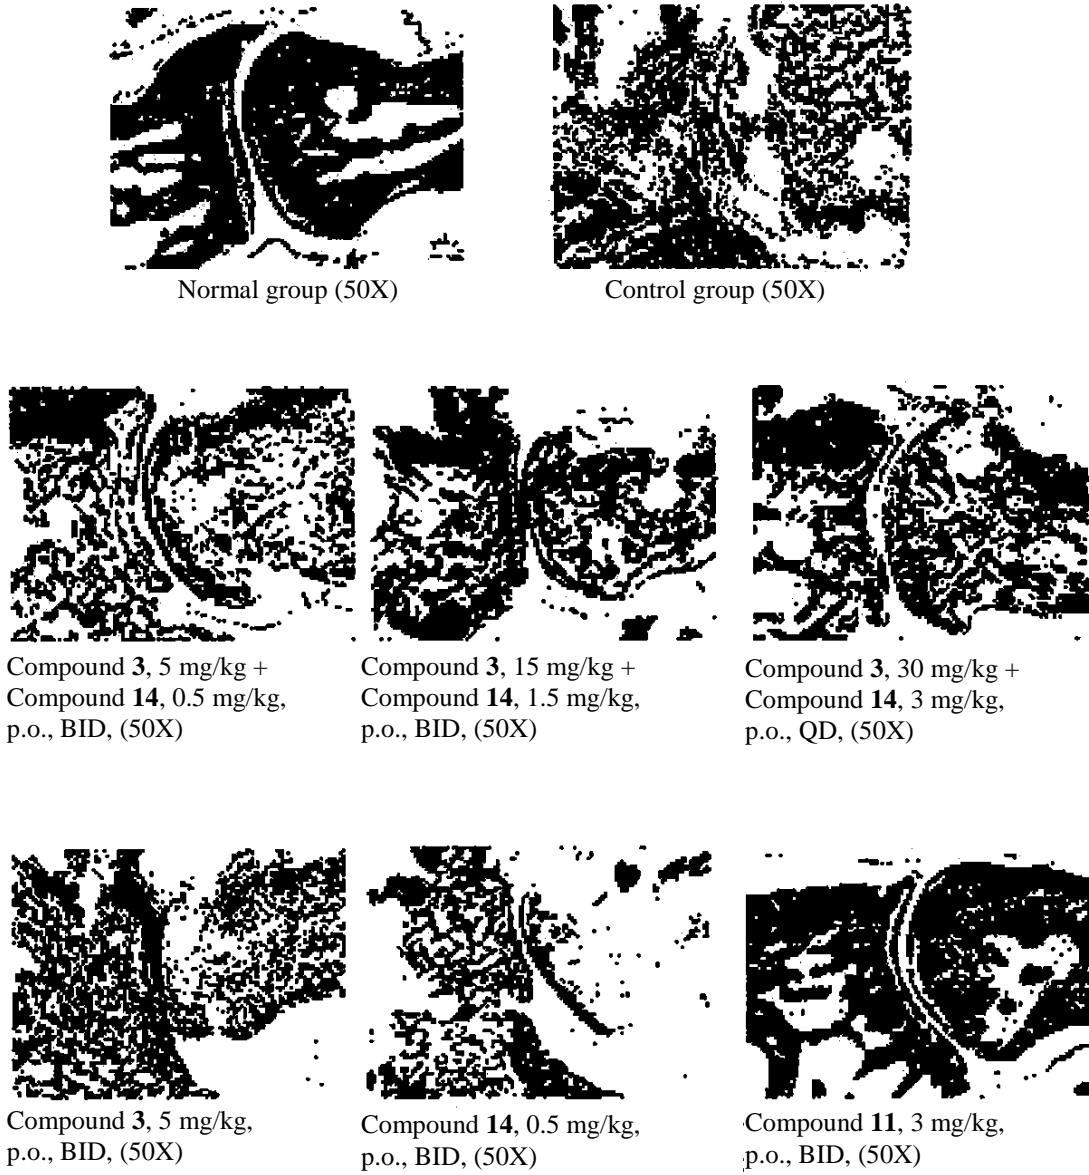 Normal group (50X)
Control group (50X)
Compound 3, 5 mg/kg +
Compound 14, 0.5 mg/kg,
p.o., BID, (50X)
Compound 3, 15 mg/kg +
Compound 14, 1.5 mg/kg,
p.o., BID, (50X)
Compound 3, 30 mg/kg +
Compound 14, 3 mg/kg,
p.o., QD, (50X)
Compound 3, 5 mg/kg,
p.o., BID, (50X)
Compound 14, 0.5 mg/kg,
p.o., BID, (50X)
Compound 11, 3 mg/kg,
p.o., BID, (50X)